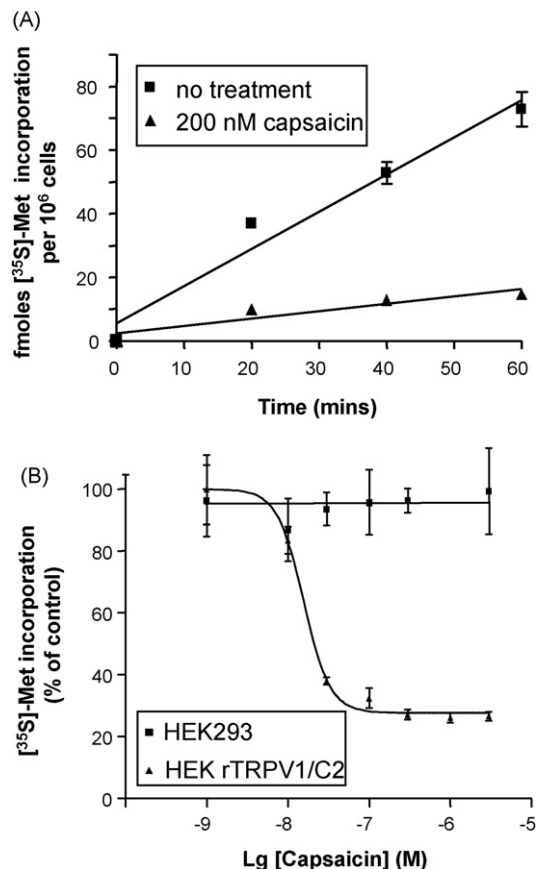 (A)
fmoles [³⁵S]-Met incorporation
per 10⁶ cells
80
60
40
20
0
■ no treatment
▲ 200 nM capsaicin
0 10 20 30 40 50 60
Time (mins)
(B)
[³⁵S]-Met incorporation
(% of control)
100
80
60
40
20
0
■ HEK293
▲ HEK rTRPV1/C2
-9 -8 -7 -6 -5
Lg [Capsaicin] (M)